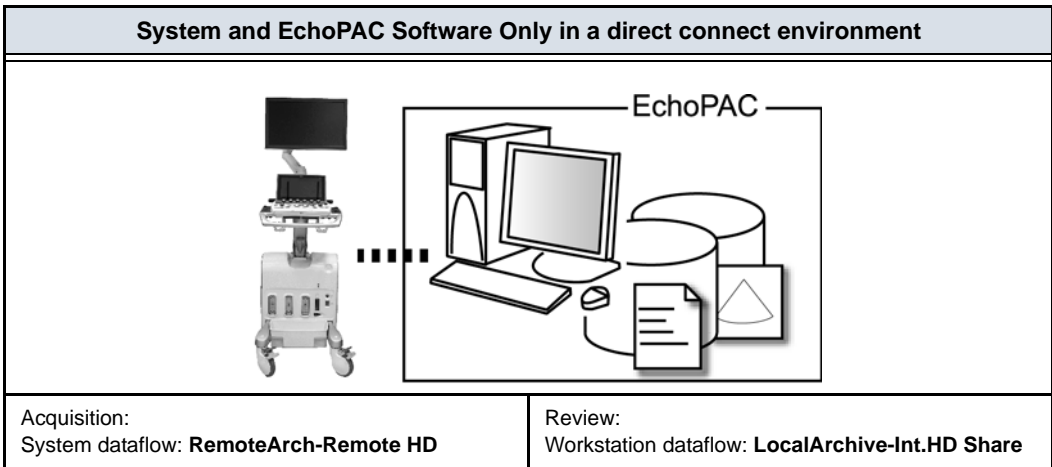 System and EchoPAC Software Only in a direct connect environment
EchoPAC
Acquisition:
System dataflow: RemoteArch-Remote HD
Review:
Workstation dataflow: LocalArchive-Int.HD Share